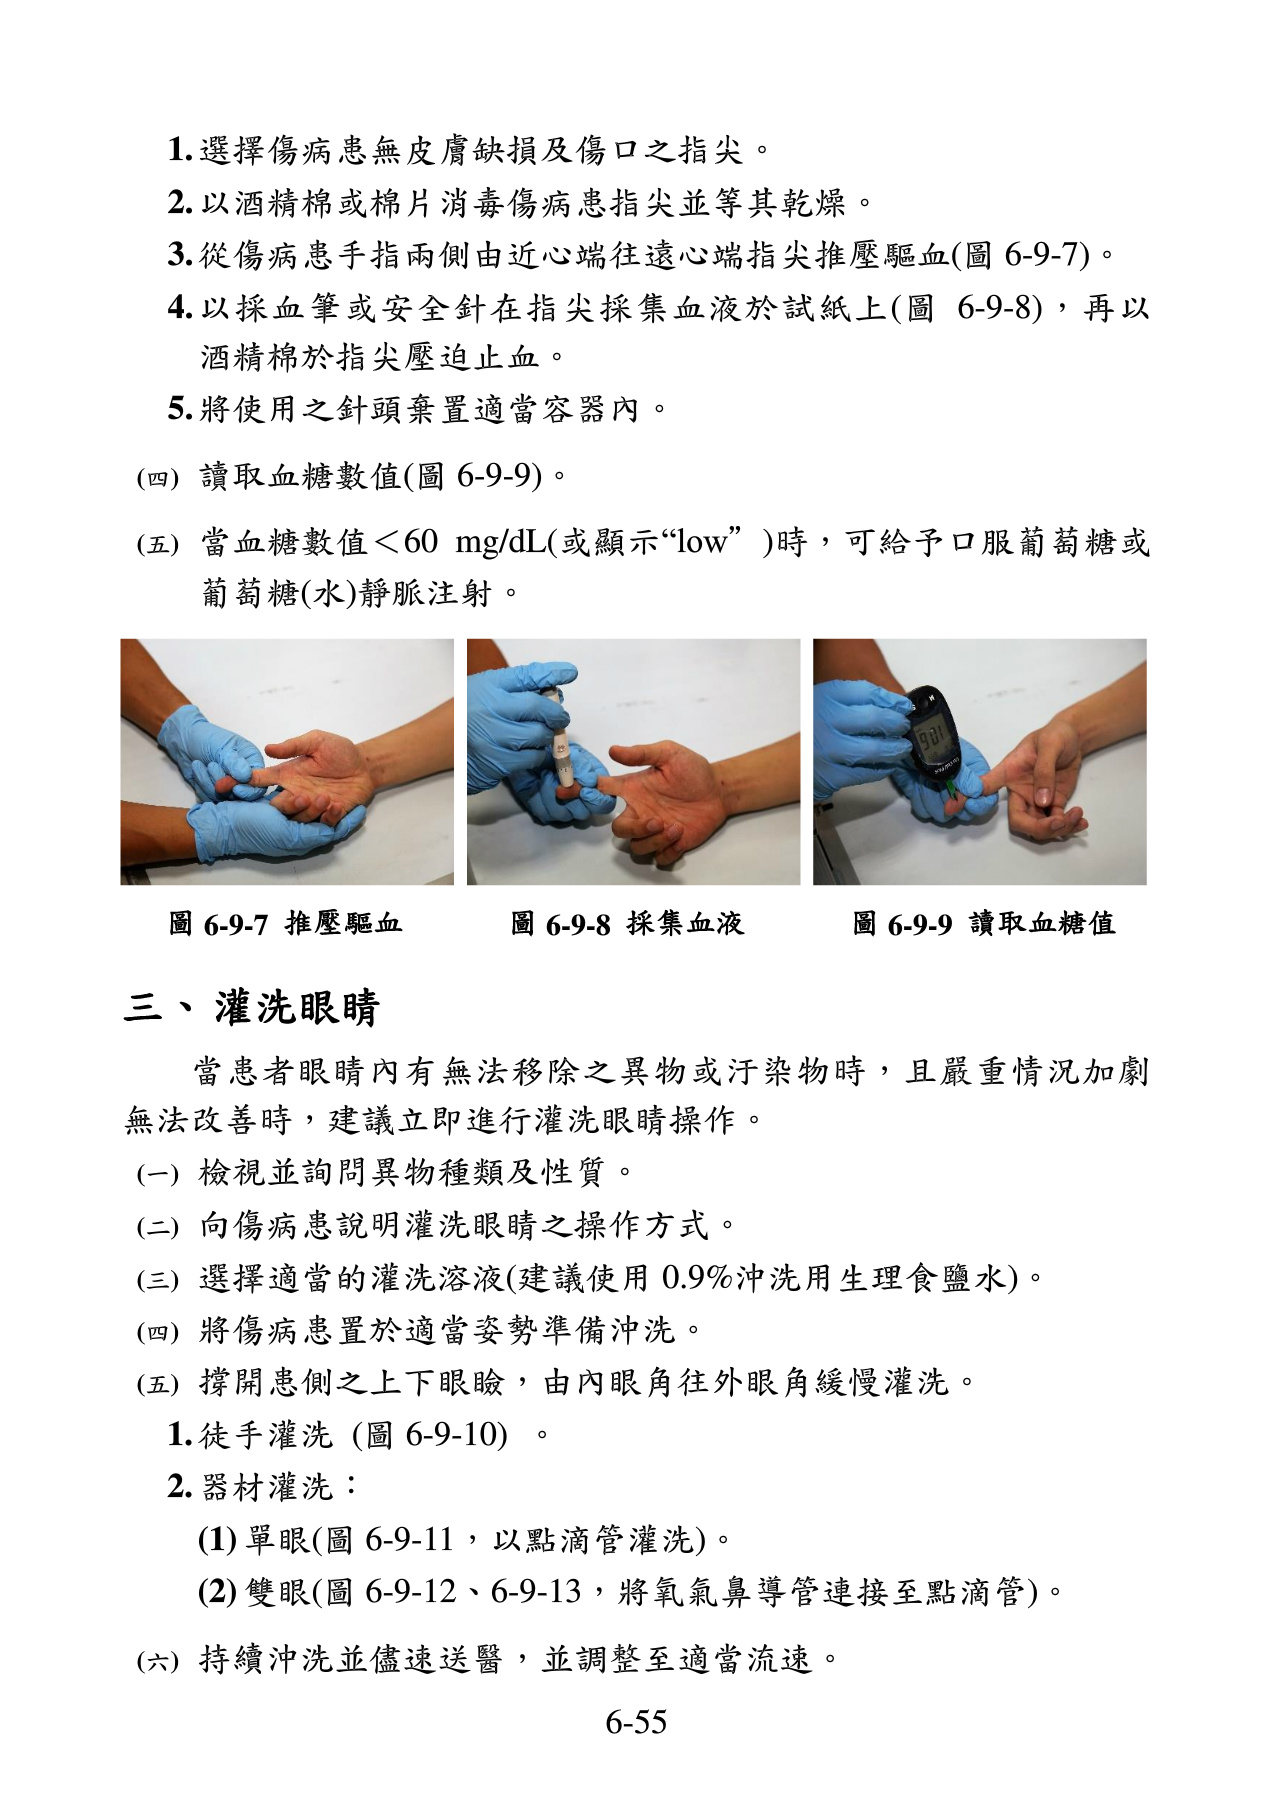 1.選擇傷病患無皮膚缺損及傷口之指尖。
2.以酒精棉或棉片消毒傷病患指尖並等其乾燥。
3.從傷病患手指兩側由近心端往遠心端指尖推壓驅血(圖 6-9-7)。
4.以採血筆或安全針在指尖採集血液於試紙上(圖 6-9-8)，再以
酒精棉於指尖壓迫止血。
5.將使用之針頭棄置適當容器內。
(四) 讀取血糖數值(圖 6-9-9)。
(五) 當血糖數值＜60 mg/dL(或顯示“low”)時，可給予口服葡萄糖或
葡萄糖(水)靜脈注射。
圖 6-9-7 推壓驅血
圖 6-9-8 採集血液
圖 6-9-9 讀取血糖值
三、灌洗眼睛
當患者眼睛內有無法移除之異物或汙染物時，且嚴重情況加劇
無法改善時，建議立即進行灌洗眼睛操作。
(一) 檢視並詢問異物種類及性質。
(二) 向傷病患說明灌洗眼睛之操作方式。
(三) 選擇適當的灌洗溶液(建議使用 0.9%沖洗用生理食鹽水)。
(四) 將傷病患置於適當姿勢準備沖洗。
(五) 撐開患側之上下眼瞼，由內眼角往外眼角緩慢灌洗。
1.徒手灌洗 (圖 6-9-10) 。
2.器材灌洗：
(1)單眼(圖 6-9-11，以點滴管灌洗)。
(2)雙眼(圖 6-9-12、6-9-13，將氧氣鼻導管連接至點滴管)。
(六) 持續沖洗並儘速送醫，並調整至適當流速。
6-55